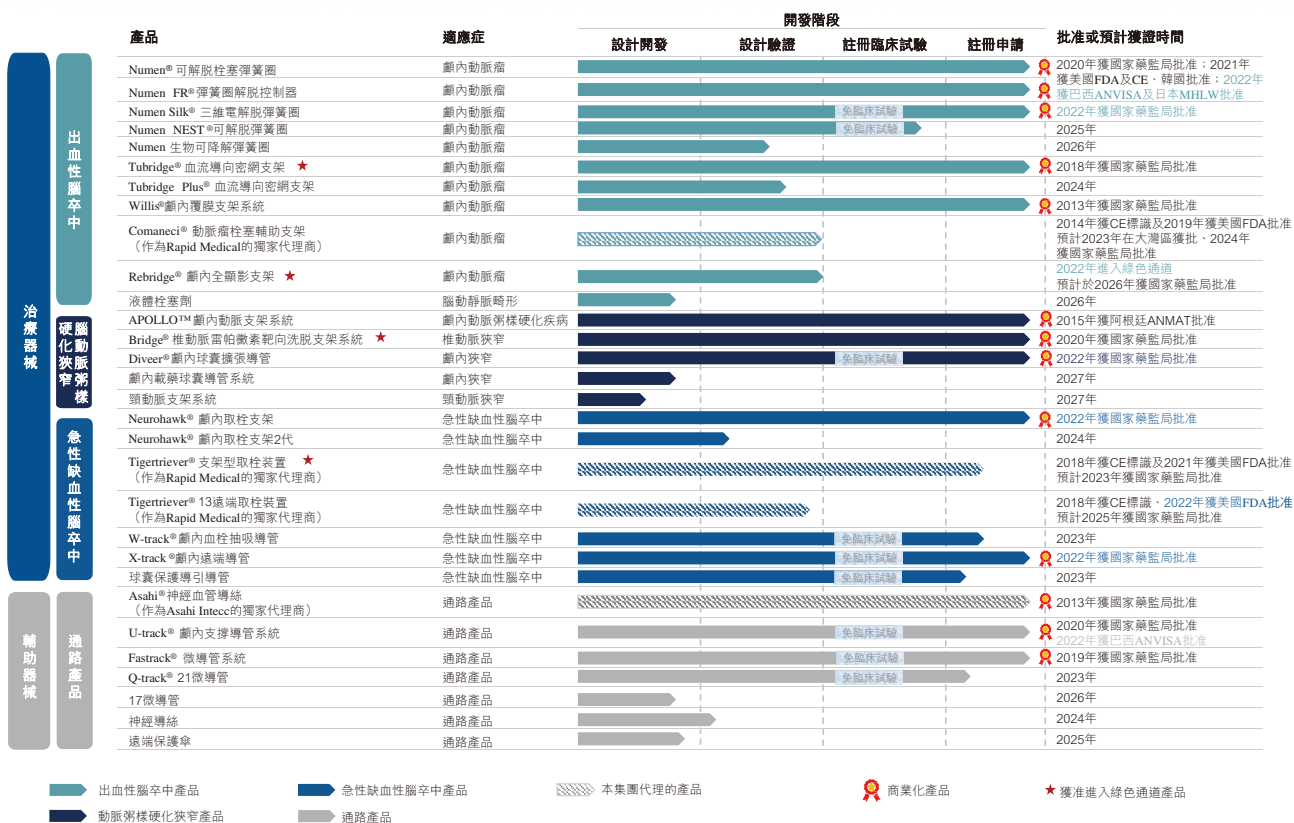 開發階段
產品 適應症 設計開發 設計驗證 註冊臨床試驗 註冊申請 批准或預計獲證時間
治療器械
出血性腦卒中
Numen® 可解脫栓塞彈簧圈 顱內動脈瘤 2020年獲國家藥監局批准；2021年
Numen FR®彈簧圈解脫控制器 顱內動脈瘤 獲美國FDA及CE、韓國批准；2022年
獲巴西ANVISA及日本MHLW批准
Numen Silk® 三維電解脫彈簧圈 顱內動脈瘤 免臨床試驗 2022年獲國家藥監局批准
Numen NEST®可解脫彈簧圈 顱內動脈瘤 免臨床試驗 2025年
Numen 生物可降解彈簧圈 顱內動脈瘤 2026年
Tubridge® 血流導向密網支架 顱內動脈瘤 2018年獲國家藥監局批准
Tubridge Plus® 血流導向密網支架 顱內動脈瘤 2024年
Willis®顱內覆膜支架系統 顱內動脈瘤 2013年獲國家藥監局批准
Comaneci® 動脈瘤栓塞輔助支架
（作為Rapid Medical的獨家代理商） 顱內動脈瘤 2014年獲CE標識及2019年獲美國FDA批准
預計2023年在大灣區獲批、2024年
獲國家藥監局批准
Rebridge® 顱內全顯影支架 顱內動脈瘤 2022年進入綠色通道
預計於2026年獲國家藥監局批准
液體栓塞劑 腦動靜脈畸形 2026年
腦動脈粥樣
硬化狹窄
APOLLO™ 顱內動脈支架系統 顱內動脈粥樣硬化疾病 2015年獲阿根廷ANMAT批准
Bridge® 椎動脈雷帕黴素靶向洗脫支架系統 椎動脈狹窄 2020年獲國家藥監局批准
Diveer®顱內球囊擴張導管 顱內狹窄 免臨床試驗 2022年獲國家藥監局批准
顱內載藥球囊導管系統 顱內狹窄 2027年
頸動脈支架系統 頸動脈狹窄 2027年
急性缺血性腦卒中
Neurohawk® 顱內取栓支架 急性缺血性腦卒中 2022年獲國家藥監局批准
Neurohawk® 顱內取栓支架2代 急性缺血性腦卒中 2024年
Tigertriever® 支架型取栓裝置
（作為Rapid Medical的獨家代理商） 急性缺血性腦卒中 2018年獲CE標識及2021年獲美國FDA批准
預計2023年獲國家藥監局批准
Tigertriever® 13遠端取栓裝置
（作為Rapid Medical的獨家代理商） 急性缺血性腦卒中 2018年獲CE標識、2022年獲美國FDA批准
預計2025年獲國家藥監局批准
W-track®顱內血栓抽吸導管 急性缺血性腦卒中 免臨床試驗 2023年
X-track®顱內遠端導管 急性缺血性腦卒中 免臨床試驗 2022年獲國家藥監局批准
球囊保護導引導管 急性缺血性腦卒中 免臨床試驗 2023年
輔助器械
通路產品
Asahi®神經血管導絲
（作為Asahi Intecc的獨家代理商） 通路產品 2013年獲國家藥監局批准
U-track® 顱內支撐導管系統 通路產品 免臨床試驗 2020年獲國家藥監局批准
2022年獲巴西ANVISA批准
Fastrack® 微導管系統 通路產品 免臨床試驗 2019年獲國家藥監局批准
Q-track® 21微導管 通路產品 免臨床試驗 2023年
17微導管 通路產品 2026年
神經導絲 通路產品 2024年
遠端保護傘 通路產品 2025年
出血性腦卒中產品 急性缺血性腦卒中產品 本集團代理的產品 商業化產品 獲准進入綠色通道產品
動脈粥樣硬化狹窄產品 通路產品